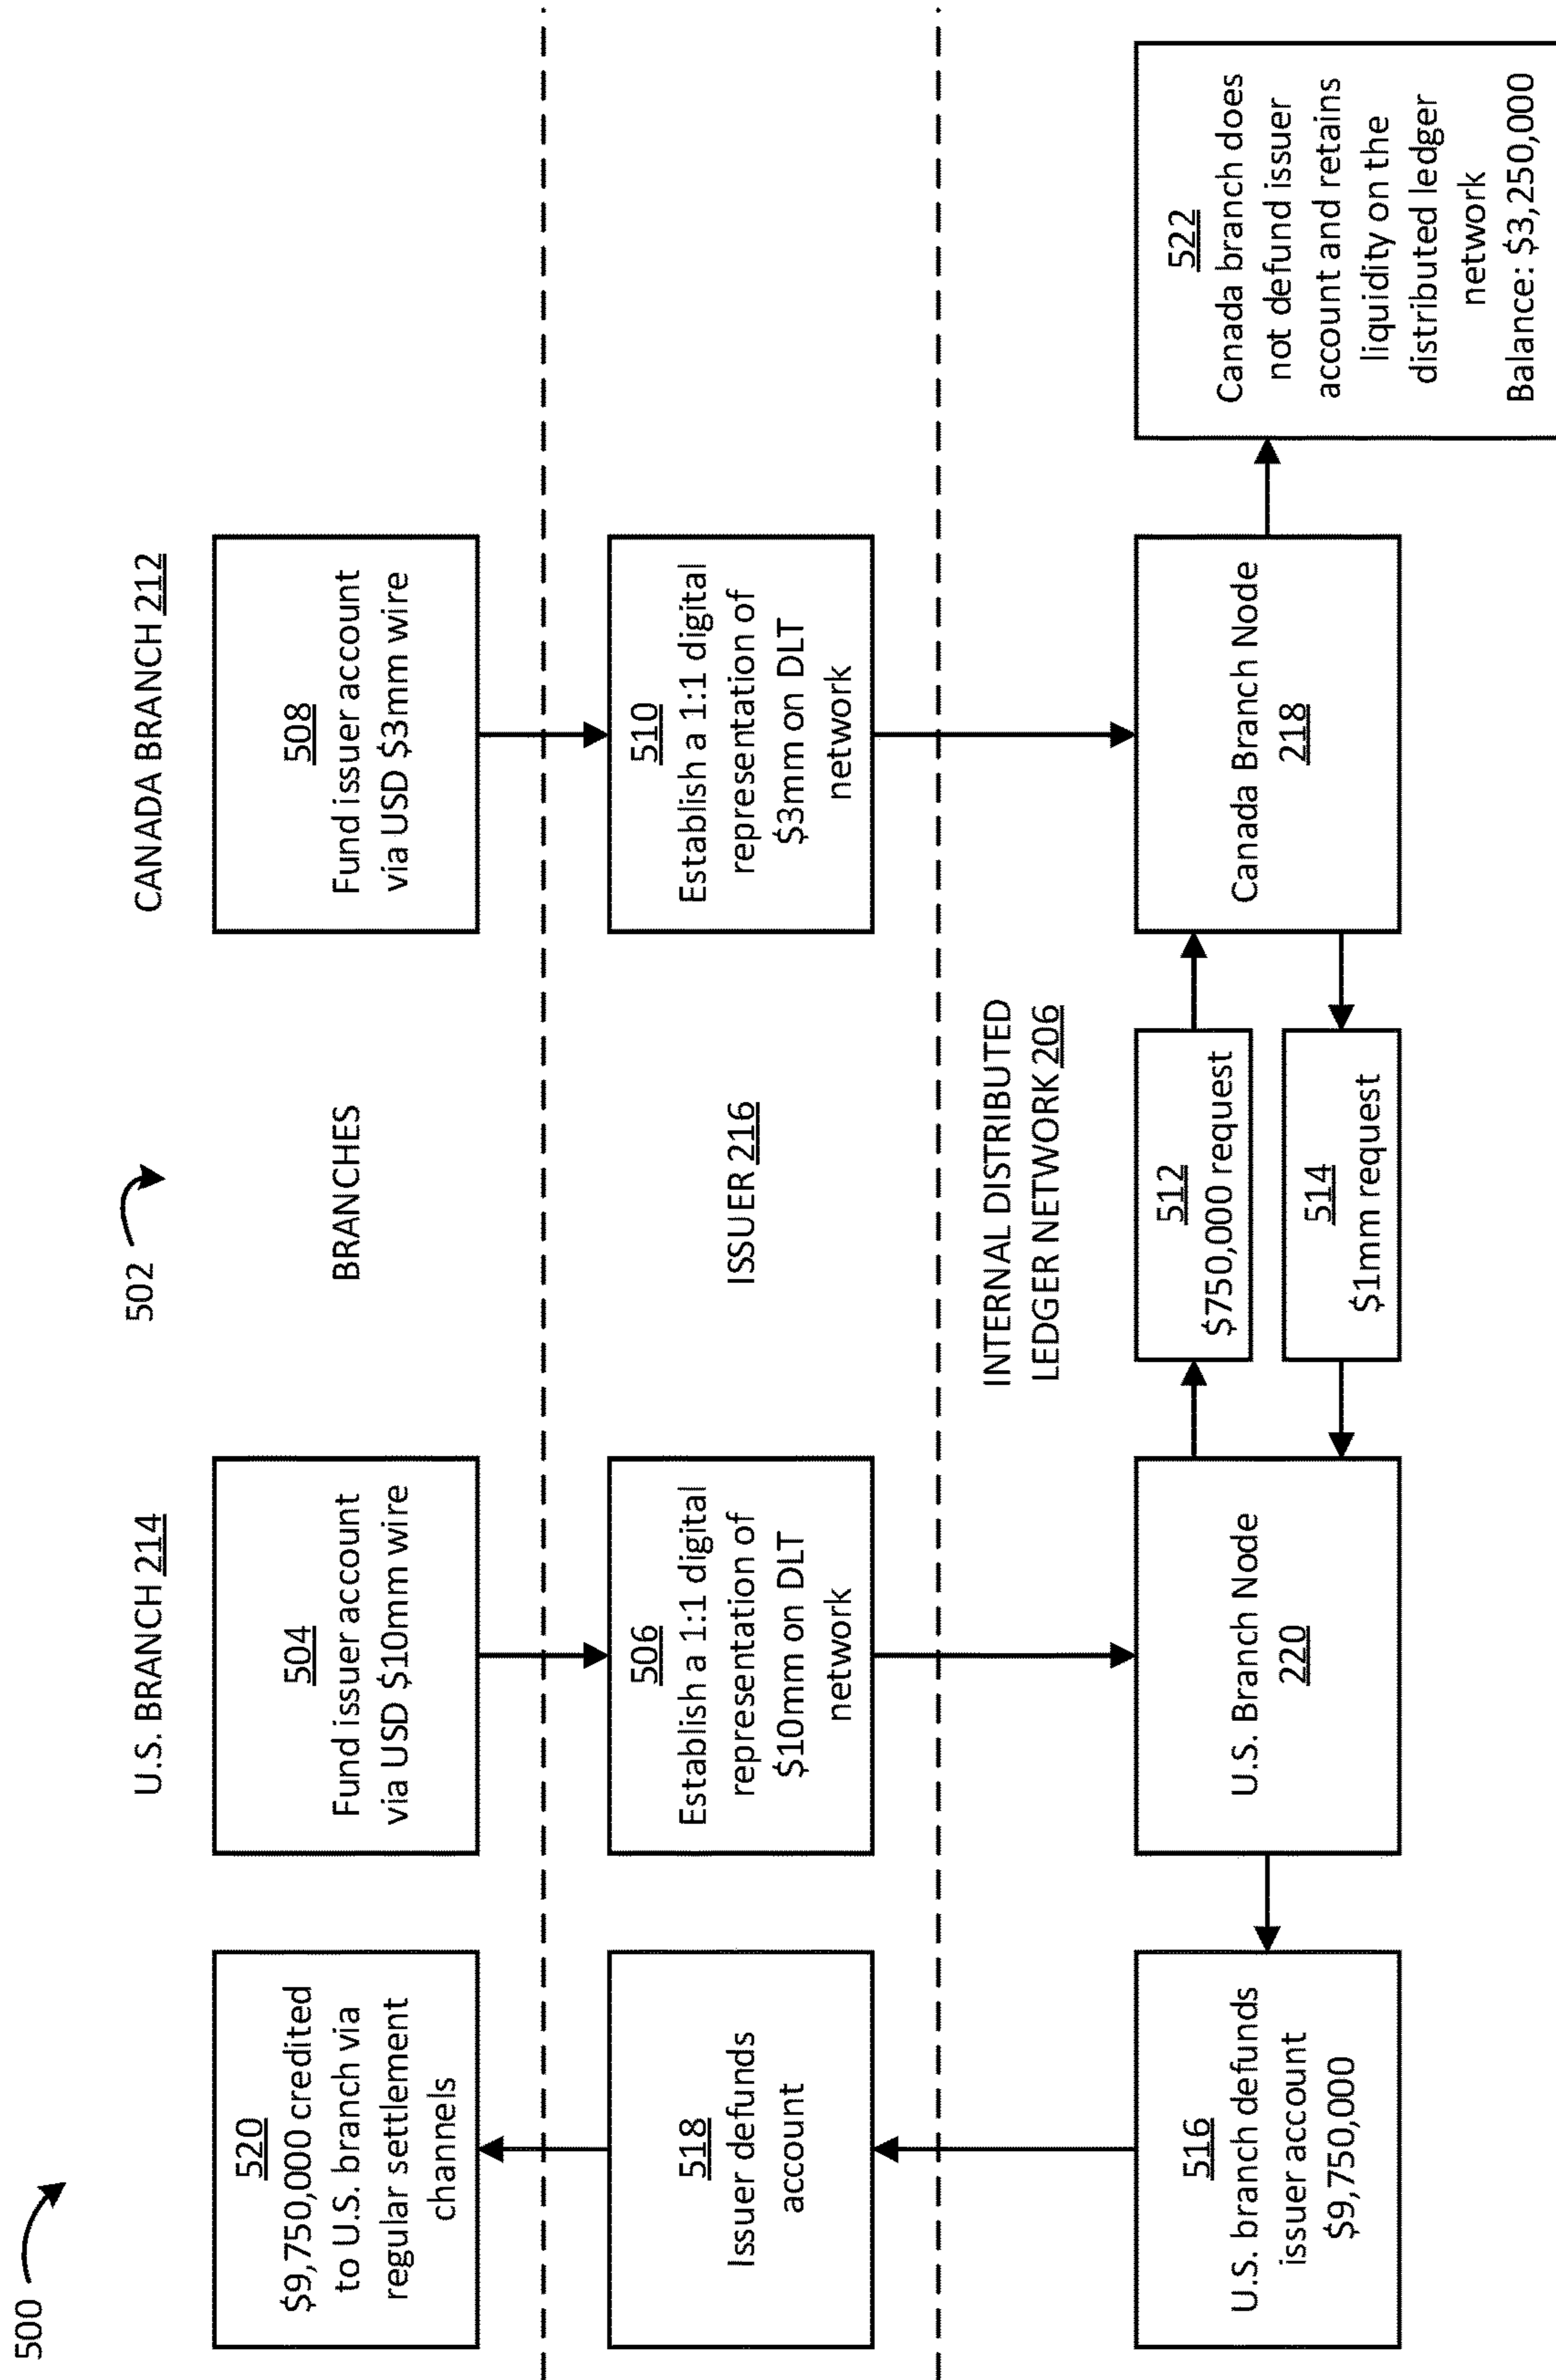 500
502
U.S. BRANCH 214
CANADA BRANCH 212
520
$9,750,000 credited
to U.S. branch via
regular settlement
channels
504
Fund issuer account
via USD $10mm wire
BRANCHES
508
Fund issuer account
via USD $3mm wire
518
Issuer defunds
account
506
Establish a 1:1 digital
representation of
$10mm on DLT
network
ISSUER 216
510
Establish a 1:1 digital
representation of
$3mm on DLT
network
INTERNAL DISTRIBUTED
LEDGER NETWORK 206
516
U.S. branch defunds
issuer account
$9,750,000
U.S. Branch Node
220
512
$750,000 request
514
$1mm request
Canada Branch Node
218
522
Canada branch does
not defund issuer
account and retains
liquidity on the
distributed ledger
network
Balance: $3,250,000